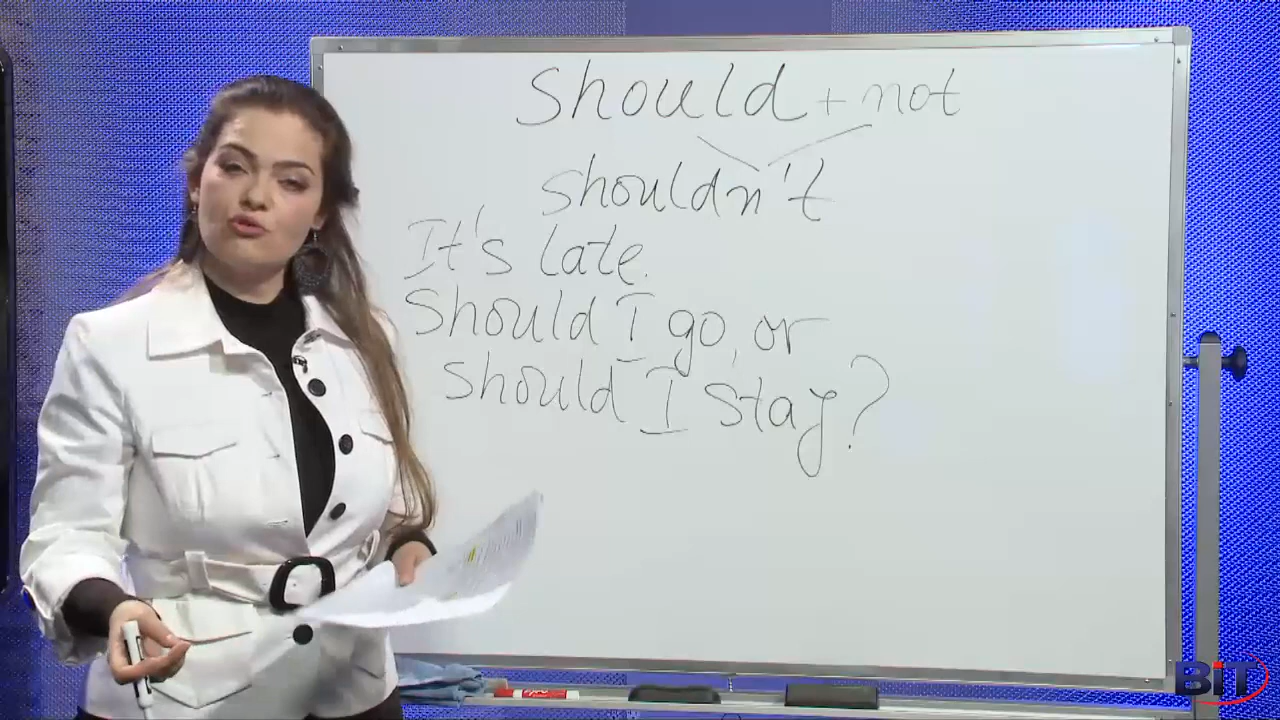 Should + not
shouldn't
It's late.
Should I go, or
should I stay?
BiT